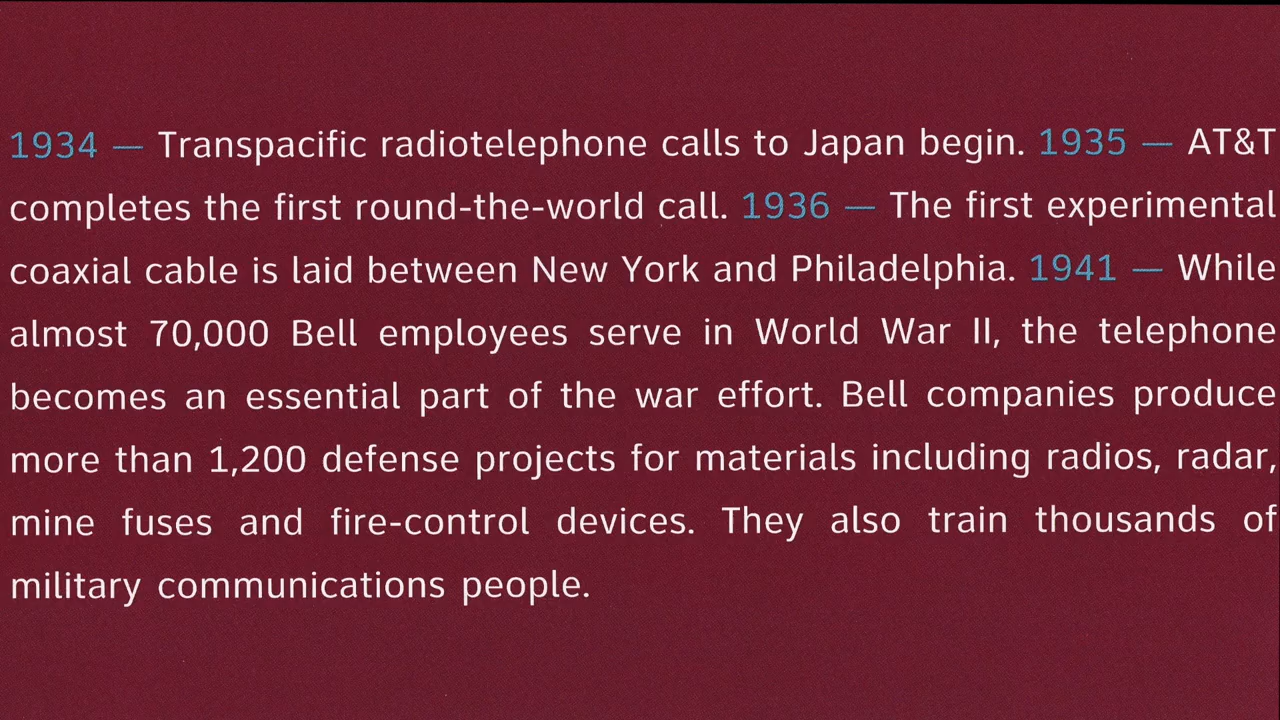 1934 — Transpacific radiotelephone calls to Japan begin. 1935 — AT&T
completes the first round-the-world call. 1936 — The first experimental
coaxial cable is laid between New York and Philadelphia. 1941 — While
almost 70,000 Bell employees serve in World War II, the telephone
becomes an essential part of the war effort. Bell companies produce
more than 1,200 defense projects for materials including radios, radar,
mine fuses and fire-control devices. They also train thousands of
military communications people.